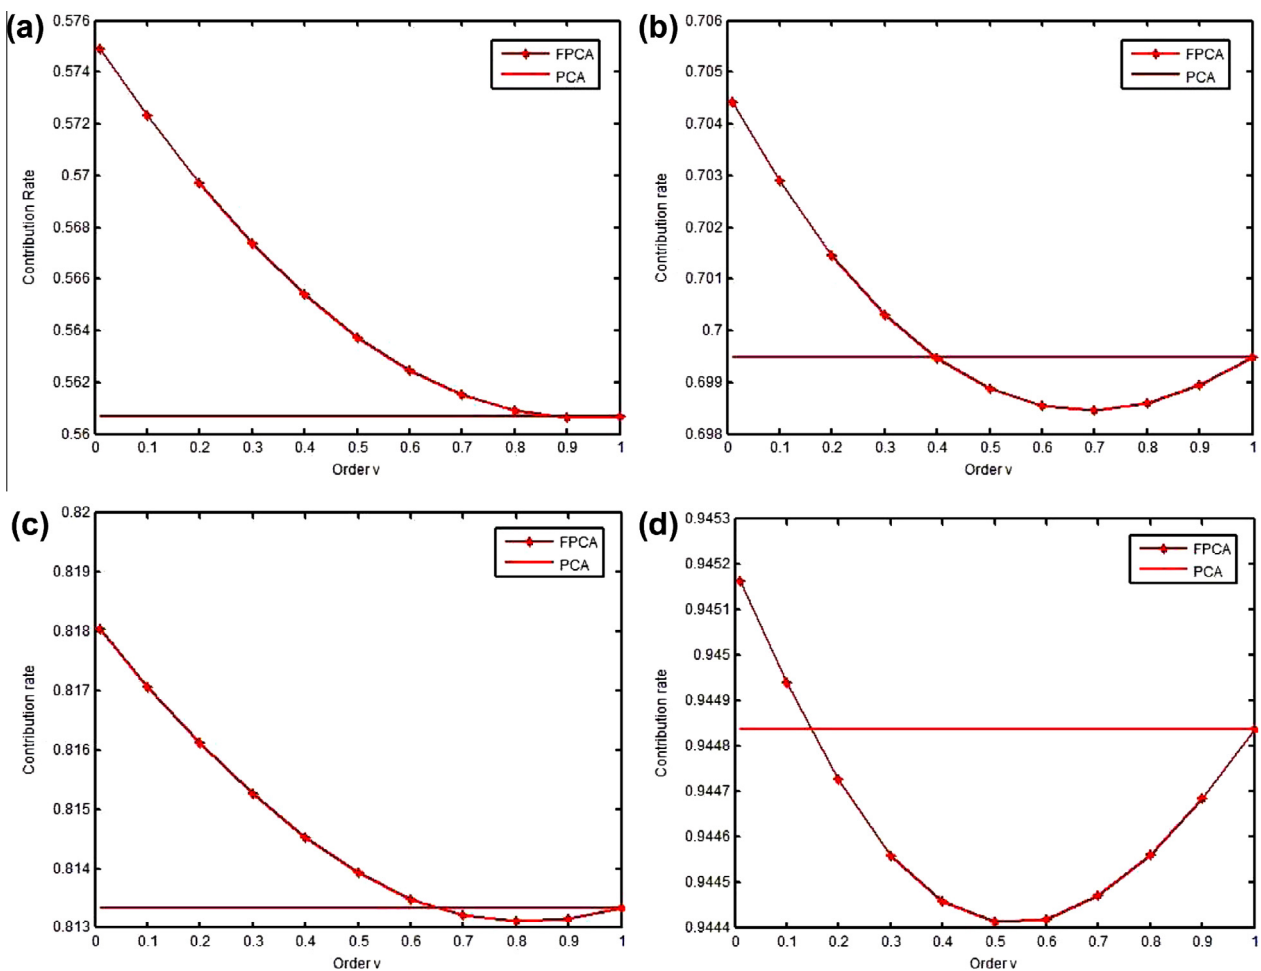 (a)
0.576
0.574
0.572
0.57
0.568
0.566
0.564
0.562
0.56
Contribution Rate
FPCA
PCA
0 0.1 0.2 0.3 0.4 0.5 0.6 0.7 0.8 0.9 1
Order v
(b)
0.706
0.705
0.704
0.703
0.702
0.701
0.7
0.699
0.698
Contribution rate
FPCA
PCA
0 0.1 0.2 0.3 0.4 0.5 0.6 0.7 0.8 0.9 1
Order v
(c)
0.82
0.819
0.818
0.817
0.816
0.815
0.814
0.813
Contribution rate
FPCA
PCA
0 0.1 0.2 0.3 0.4 0.5 0.6 0.7 0.8 0.9 1
Order v
(d)
0.9453
0.9452
0.9451
0.945
0.9449
0.9448
0.9447
0.9446
0.9445
0.9444
Contribution rate
FPCA
PCA
0 0.1 0.2 0.3 0.4 0.5 0.6 0.7 0.8 0.9 1
Order v